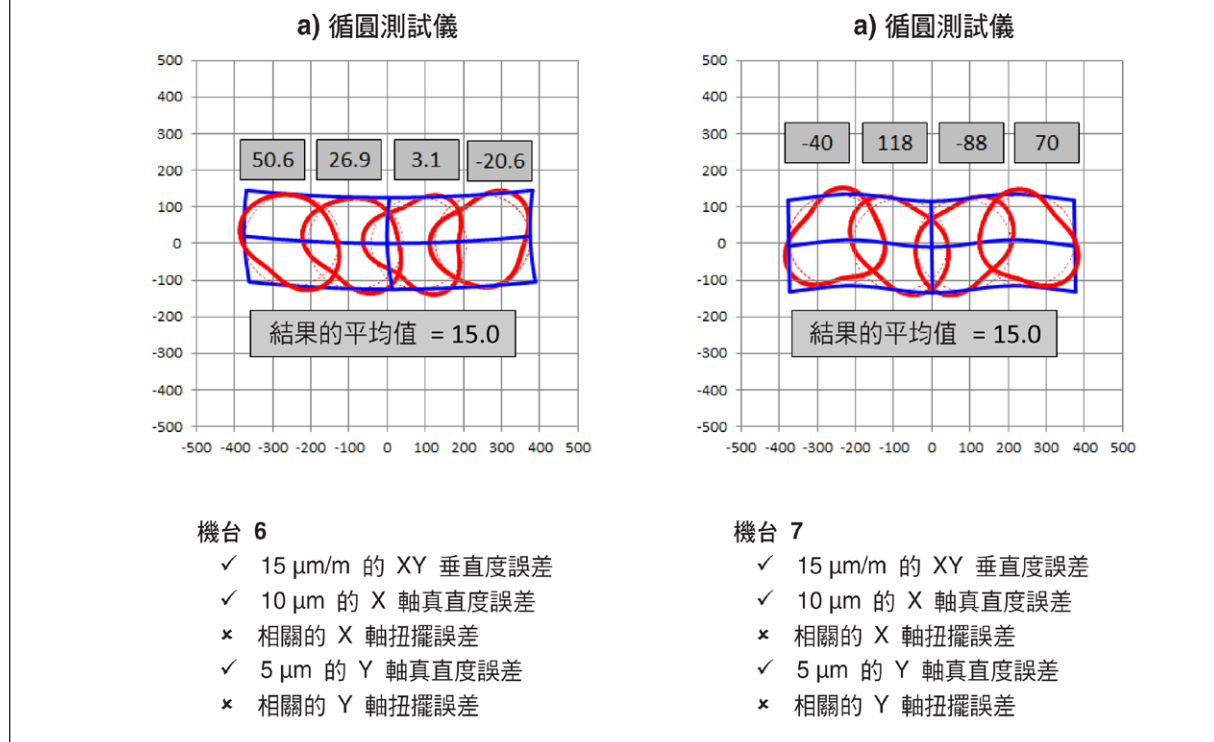 a) 循圓測試儀
500
400
300
200
100
0
-100
-200
-300
-400
-500
50.6 26.9 3.1 -20.6
結果的平均值 = 15.0
-500 -400 -300 -200 -100 0 100 200 300 400 500
機台 6
✓ 15 µm/m 的 XY 垂直度誤差
✓ 10 µm 的 X 軸真直度誤差
× 相關的 X 軸扭擺誤差
✓ 5 µm 的 Y 軸真直度誤差
× 相關的 Y 軸扭擺誤差
a) 循圓測試儀
500
400
300
200
100
0
-100
-200
-300
-400
-500
-40 118 -88 70
結果的平均值 = 15.0
-500 -400 -300 -200 -100 0 100 200 300 400 500
機台 7
✓ 15 µm/m 的 XY 垂直度誤差
✓ 10 µm 的 X 軸真直度誤差
× 相關的 X 軸扭擺誤差
✓ 5 µm 的 Y 軸真直度誤差
× 相關的 Y 軸扭擺誤差